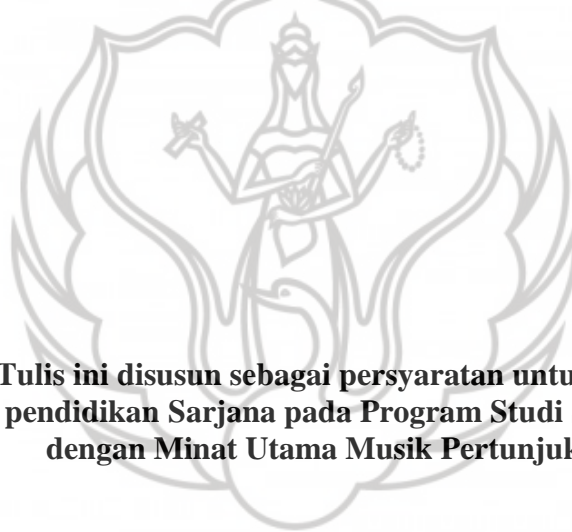 Tulis ini disusun sebagai persyaratan untu
pendidikan Sarjana pada Program Studi
dengan Minat Utama Musik Pertunjuk